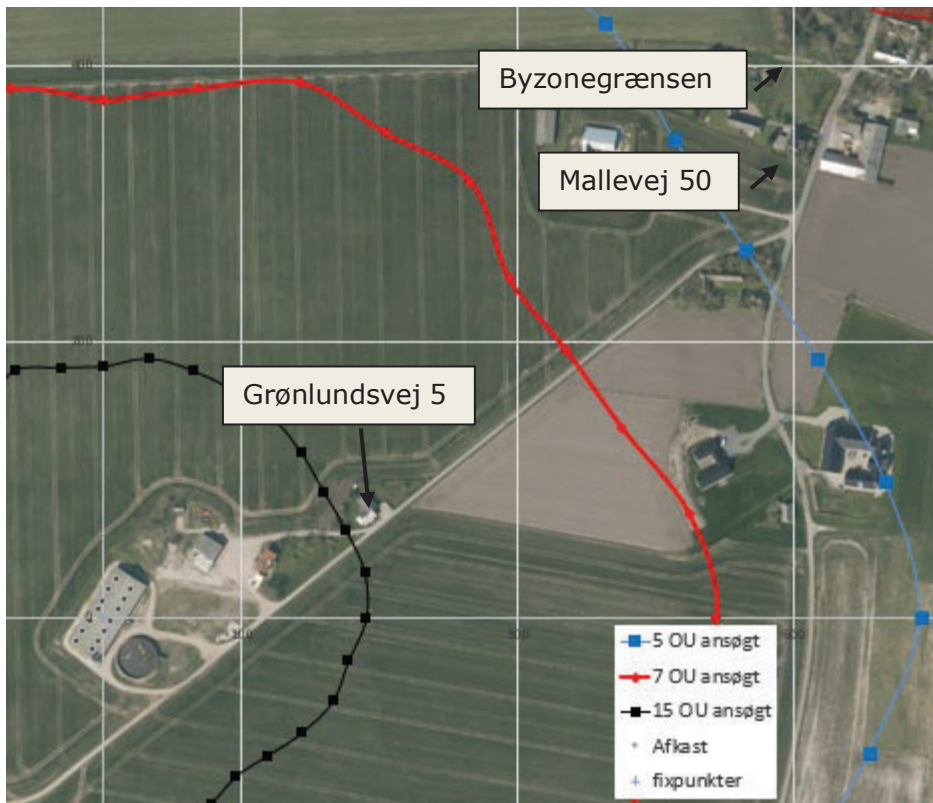 Byzonegrænsen
Mallevej 50
Grønlundsvej 5
5 OU ansøgt
7 OU ansøgt
15 OU ansøgt
Afkast
fixpunkter